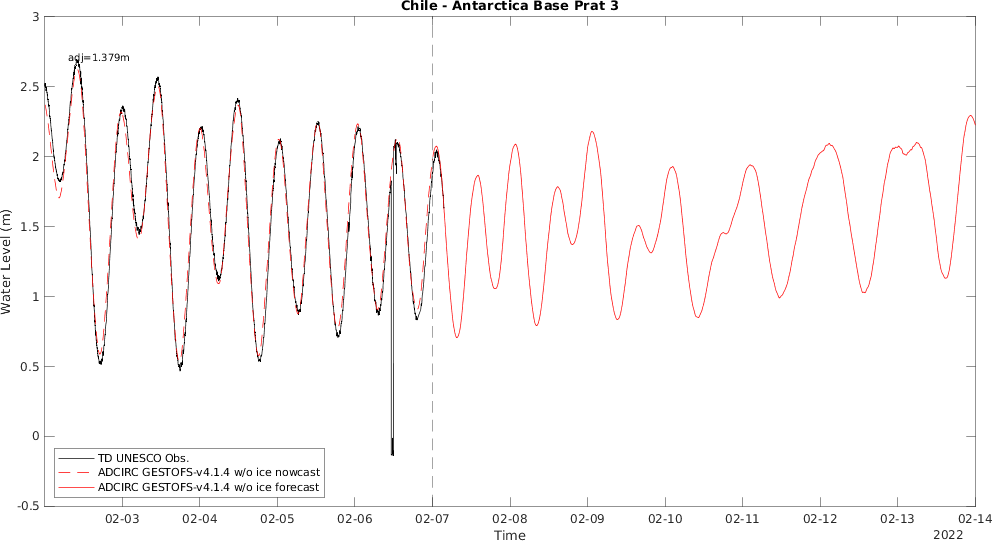 Chile - Antarctica Base Prat 3
adj=1.379m
3
2.5
2
1.5
1
0.5
0
-0.5
Water Level (m)
TD UNESCO Obs.
ADCIRC GESTOFS-v4.1.4 w/o ice nowcast
ADCIRC GESTOFS-v4.1.4 w/o ice forecast
02-03 02-04 02-05 02-06 02-07 02-08 02-09 02-10 02-11 02-12 02-13 02-14
Time
2022